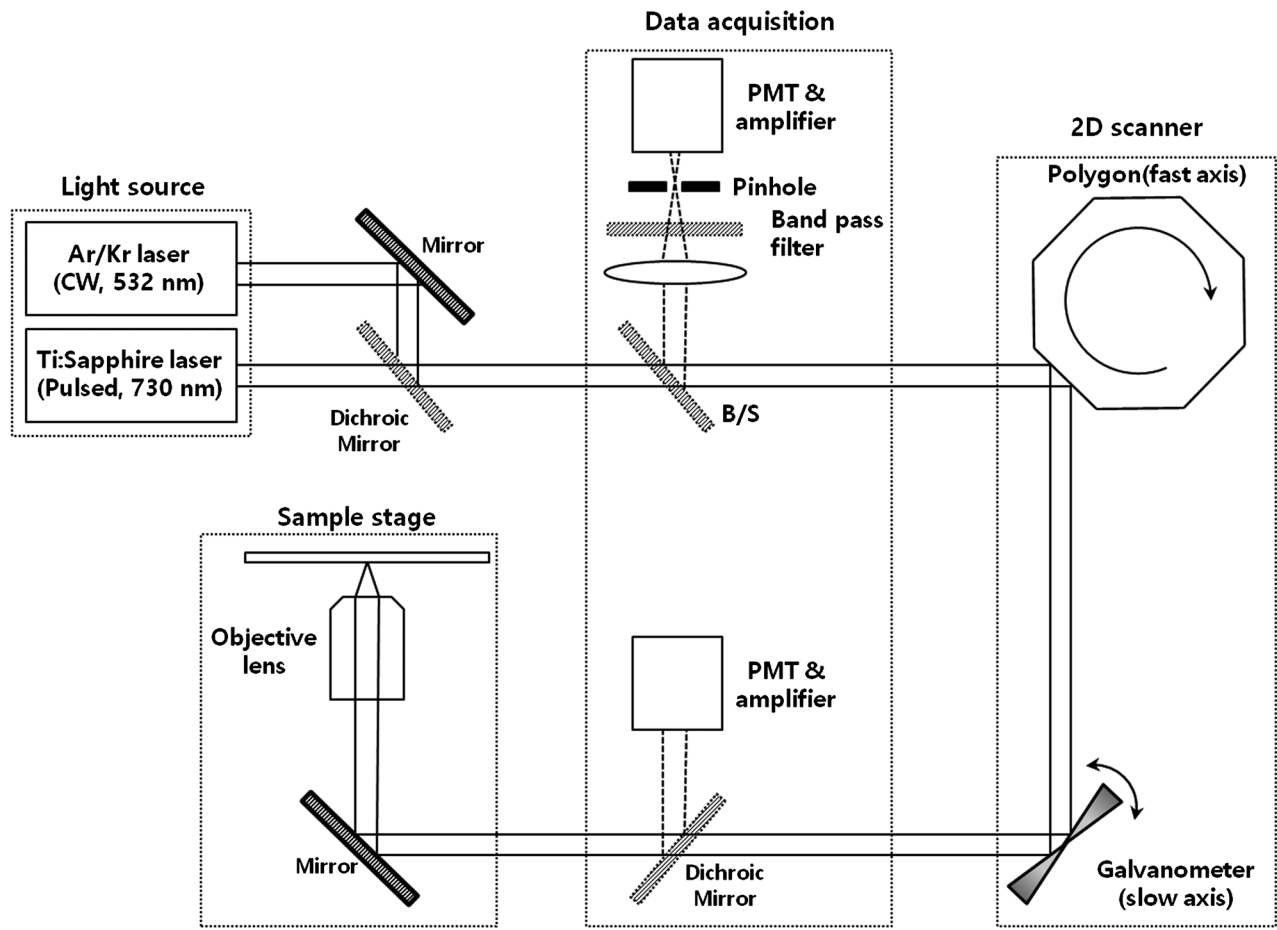 Data acquisition
PMT &
amplifier
2D scanner
Polygon(fast axis)
Pinhole
Band pass
filter
Light source
Ar/Kr laser
(CW, 532 nm)
Mirror
Ti:Sapphire laser
(Pulsed, 730 nm)
Dichroic
Mirror
B/S
Sample stage
Objective
lens
Mirror
PMT &
amplifier
Dichroic
Mirror
Galvanometer
(slow axis)